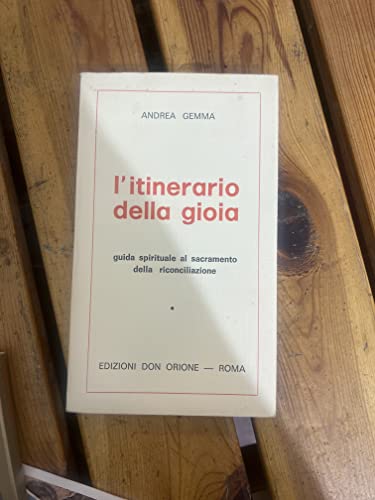 ANDREA GEMMA
l'itinerario
della gioia
guida spirituale al sacramento
della riconciliazione
EDIZIONI DON ORIONE — ROMA